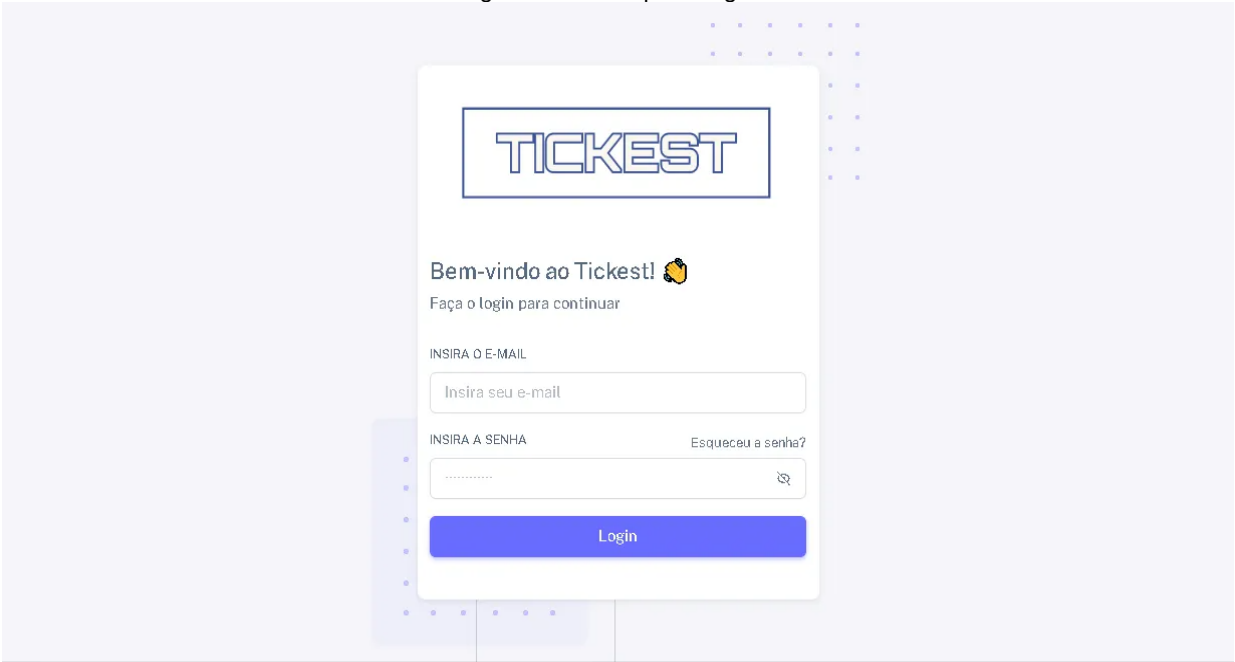 TICKEST
Bem-vindo ao Tickest! 👏
Faça o login para continuar
INSIRA O E-MAIL
Insira seu e-mail
INSIRA A SENHA
Esqueceu a senha?
············
Login